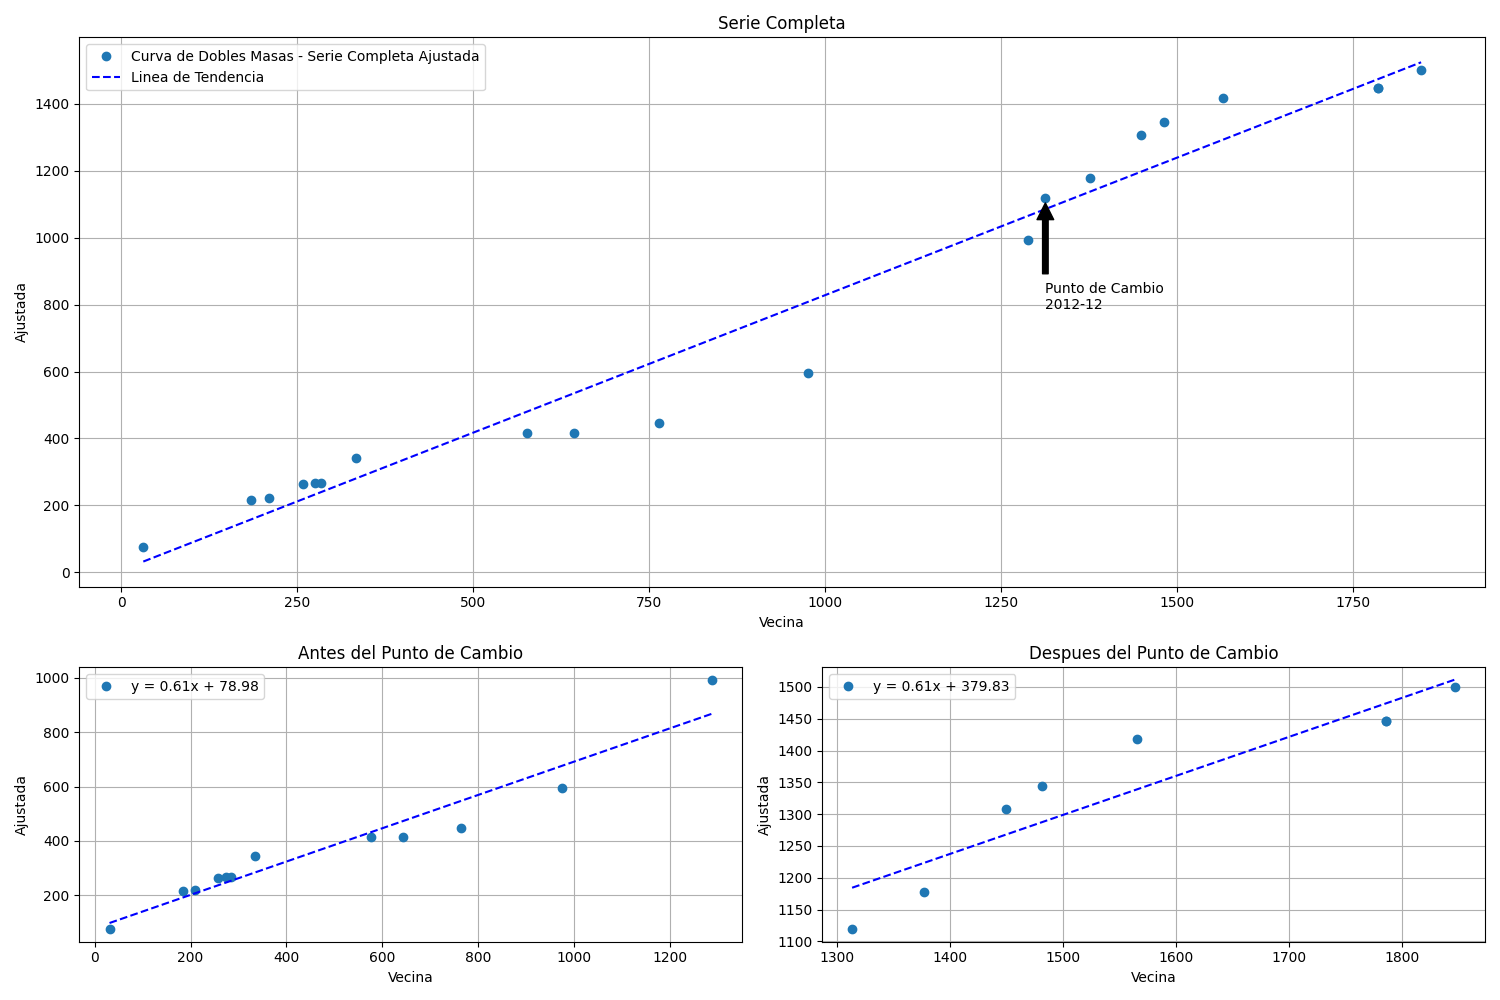 Serie Completa
Curva de Dobles Masas - Serie Completa Ajustada
Linea de Tendencia
1400
1200
1000
800
600
400
200
0
Ajustada
Punto de Cambio
2012-12
0 250 500 750 1000 1250 1500 1750
Vecina
Antes del Punto de Cambio
y = 0.61x + 78.98
1000
800
600
400
200
Ajustada
0 200 400 600 800 1000 1200
Vecina
Despues del Punto de Cambio
y = 0.61x + 379.83
1500
1450
1400
1350
1300
1250
1200
1150
1100
Ajustada
1300 1400 1500 1600 1700 1800
Vecina